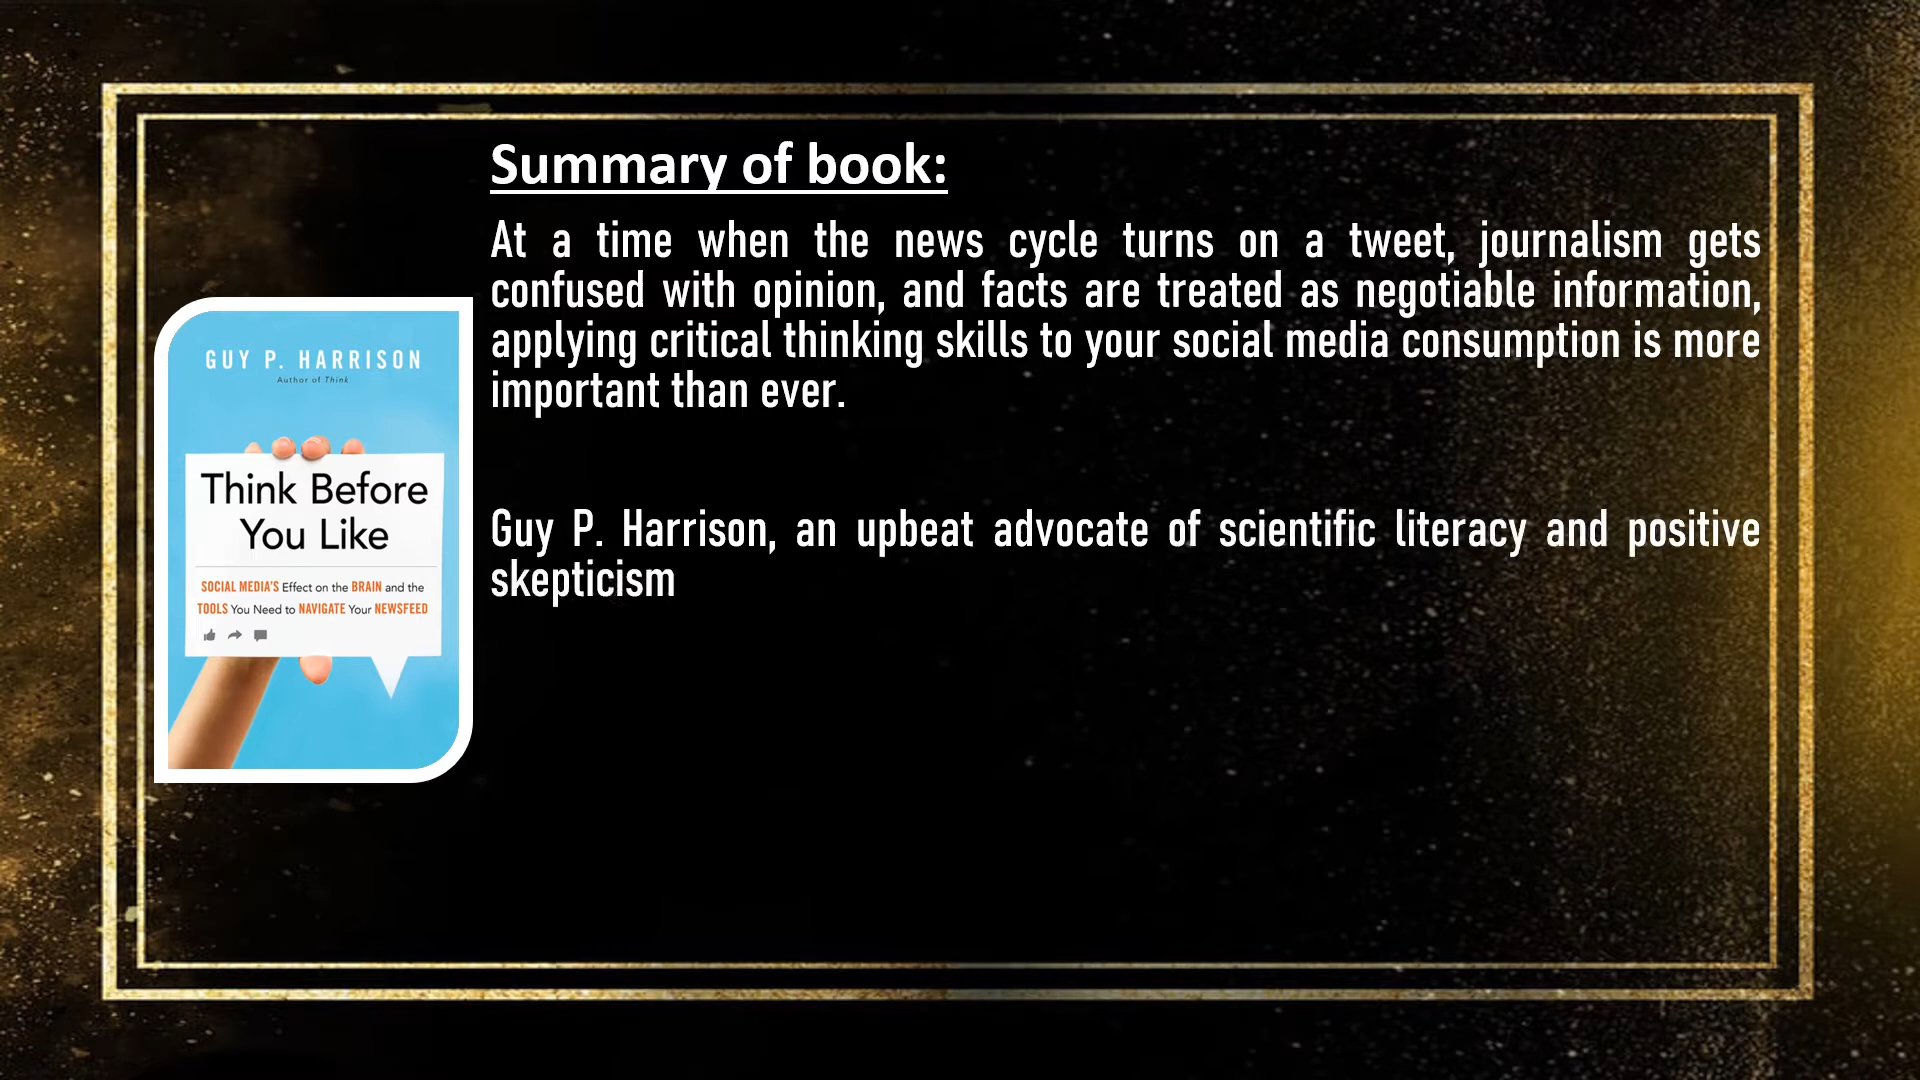 Summary of book:
At a time when the news cycle turns on a tweet, journalism gets
confused with opinion, and facts are treated as negotiable information,
applying critical thinking skills to your social media consumption is more
important than ever.
Guy P. Harrison, an upbeat advocate of scientific literacy and positive
skepticism
GUY P. HARRISON
Author of Think
Think Before
You Like
SOCIAL MEDIA'S Effect on the BRAIN and the
TOOLS You Need to NAVIGATE Your NEWSFEED